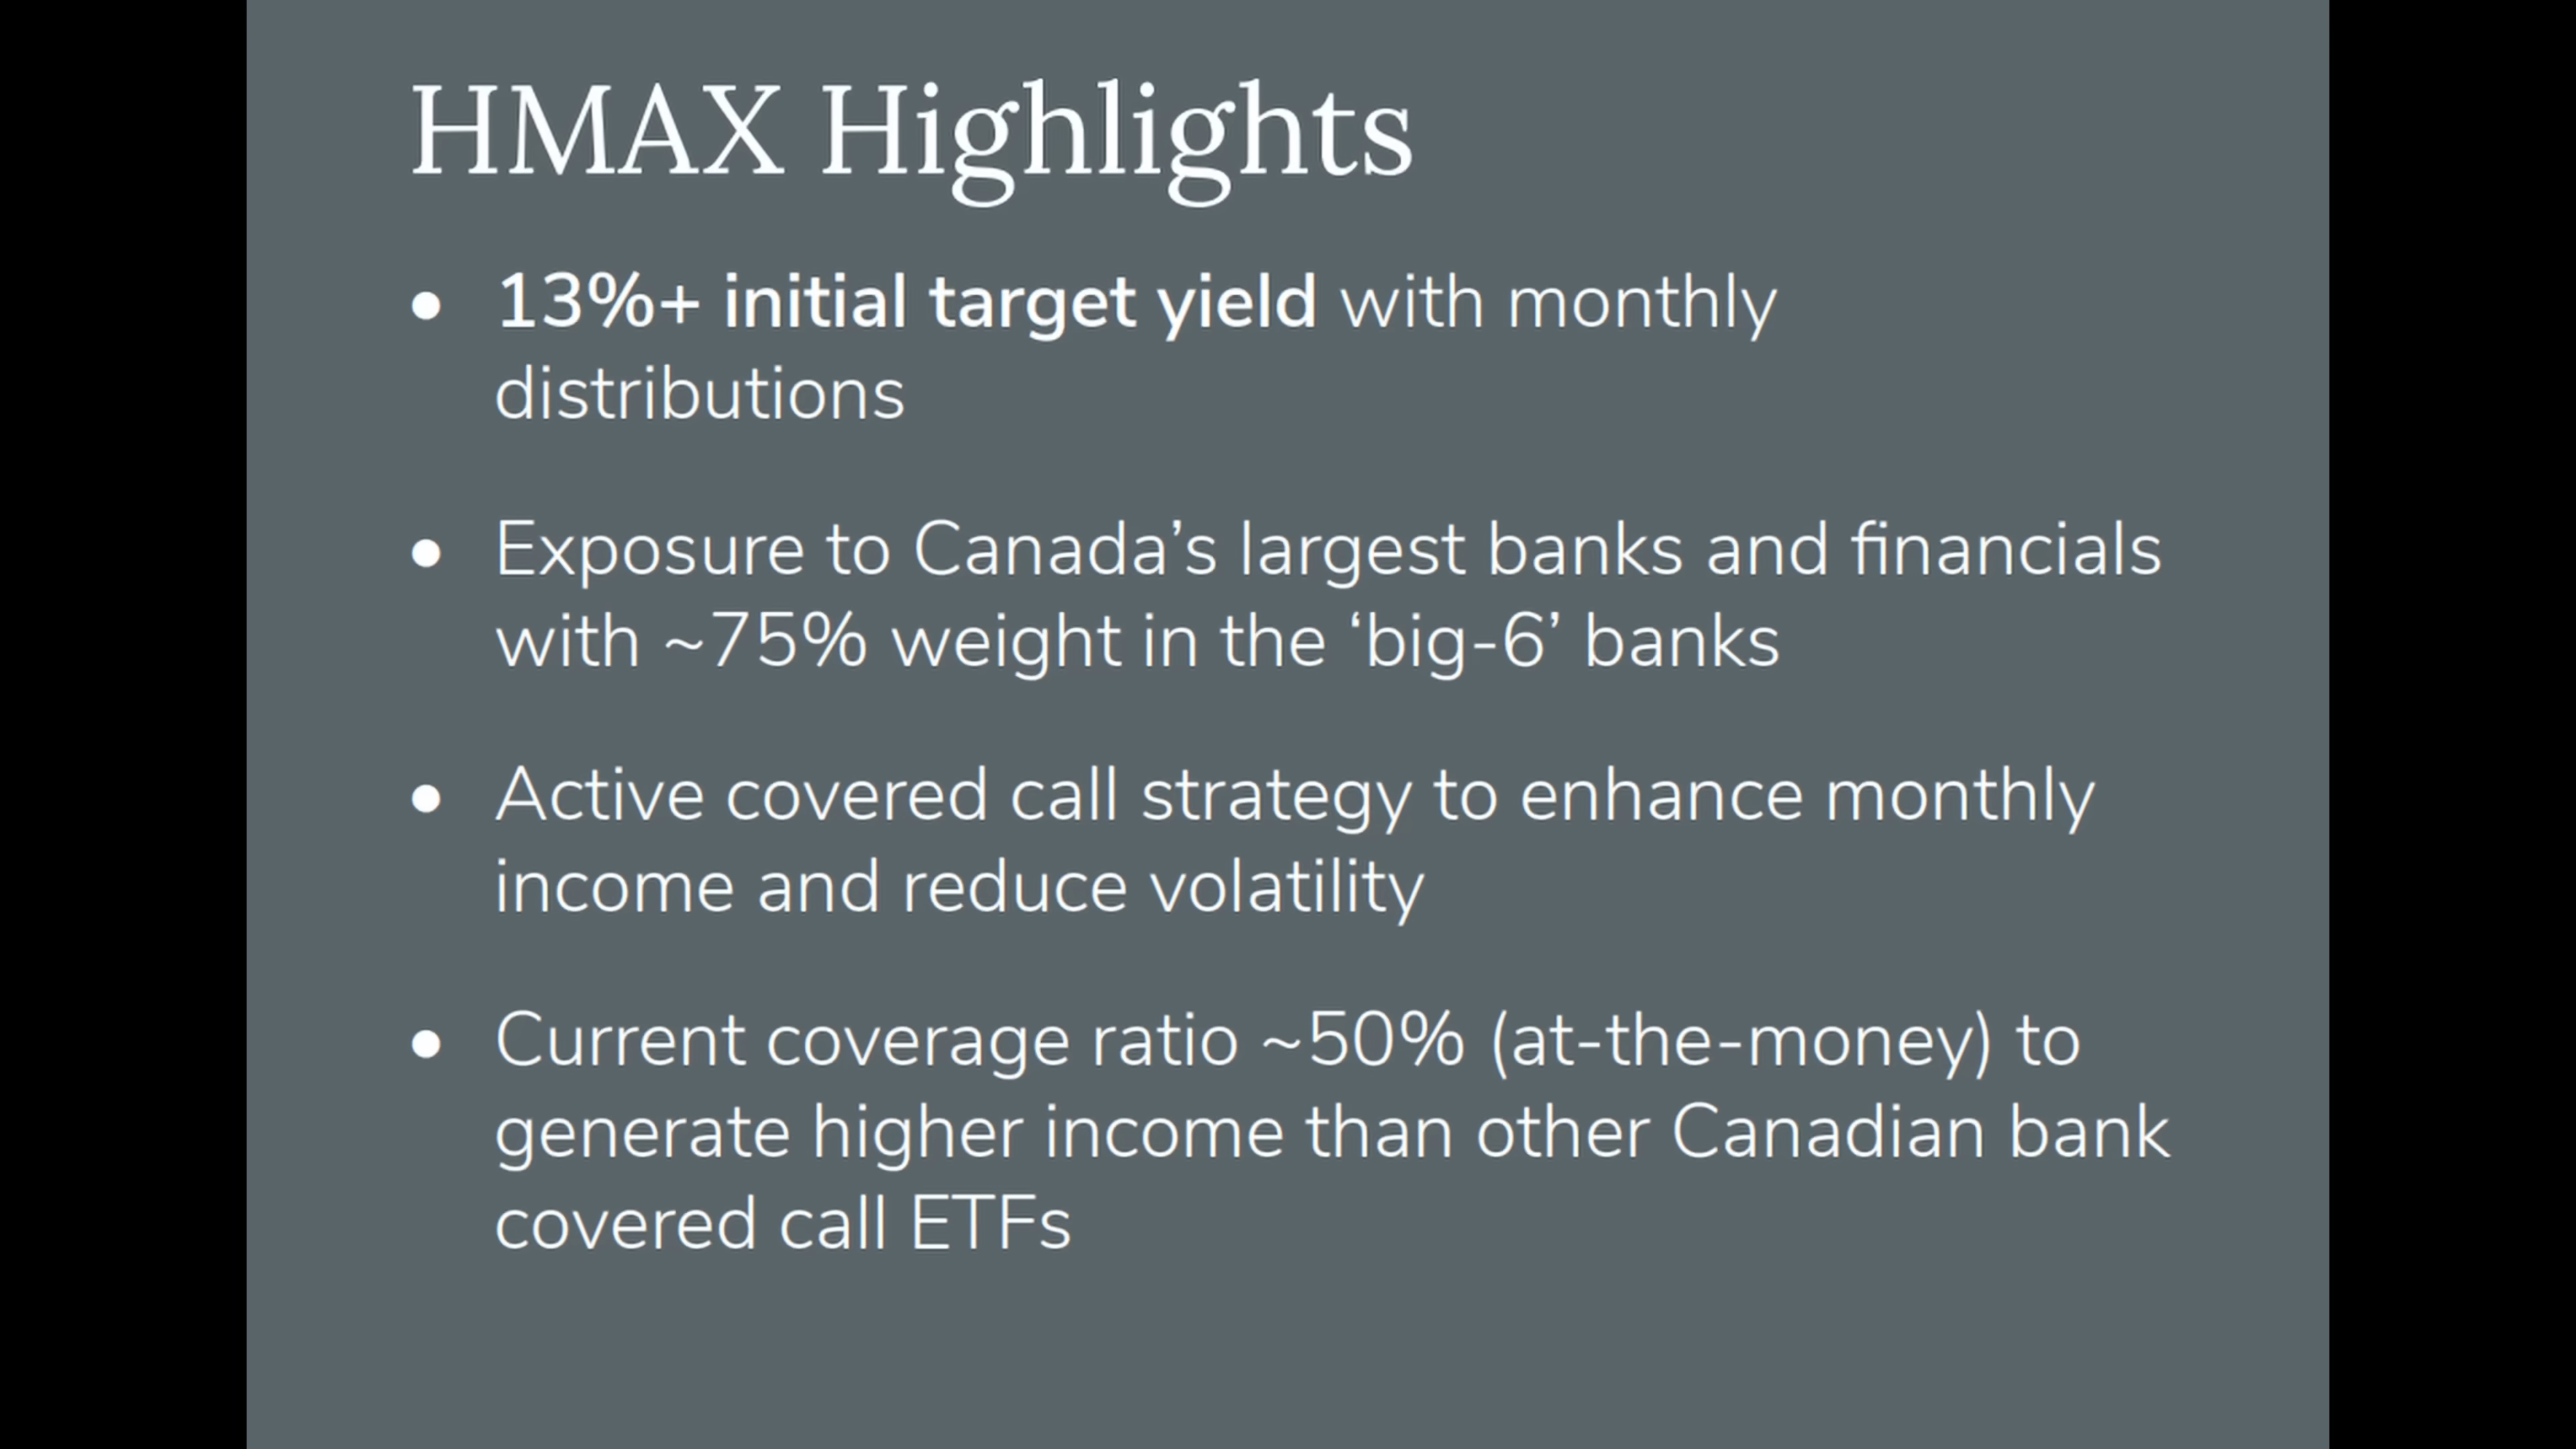 HMAX Highlights
● 13%+ initial target yield with monthly
distributions
● Exposure to Canada’s largest banks and financials
with ~75% weight in the ‘big-6’ banks
● Active covered call strategy to enhance monthly
income and reduce volatility
● Current coverage ratio ~50% (at-the-money) to
generate higher income than other Canadian bank
covered call ETFs